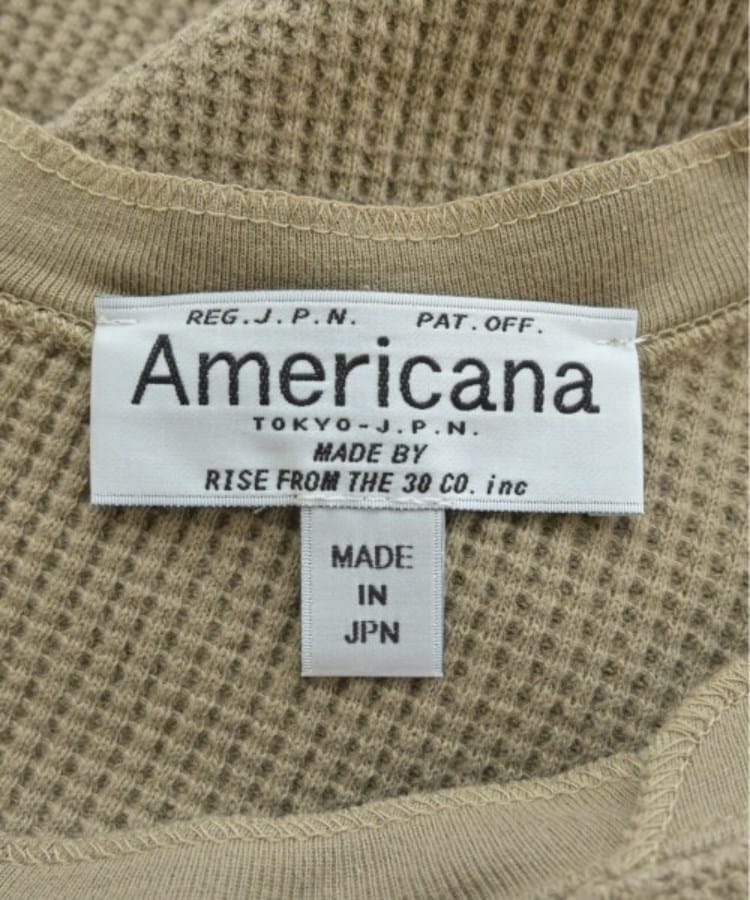 REG.J.P.N. PAT.OFF.
Americana
TOKYO-J.P.N.
MADE BY
RISE FROM THE 30 CO. inc
MADE
IN
JPN